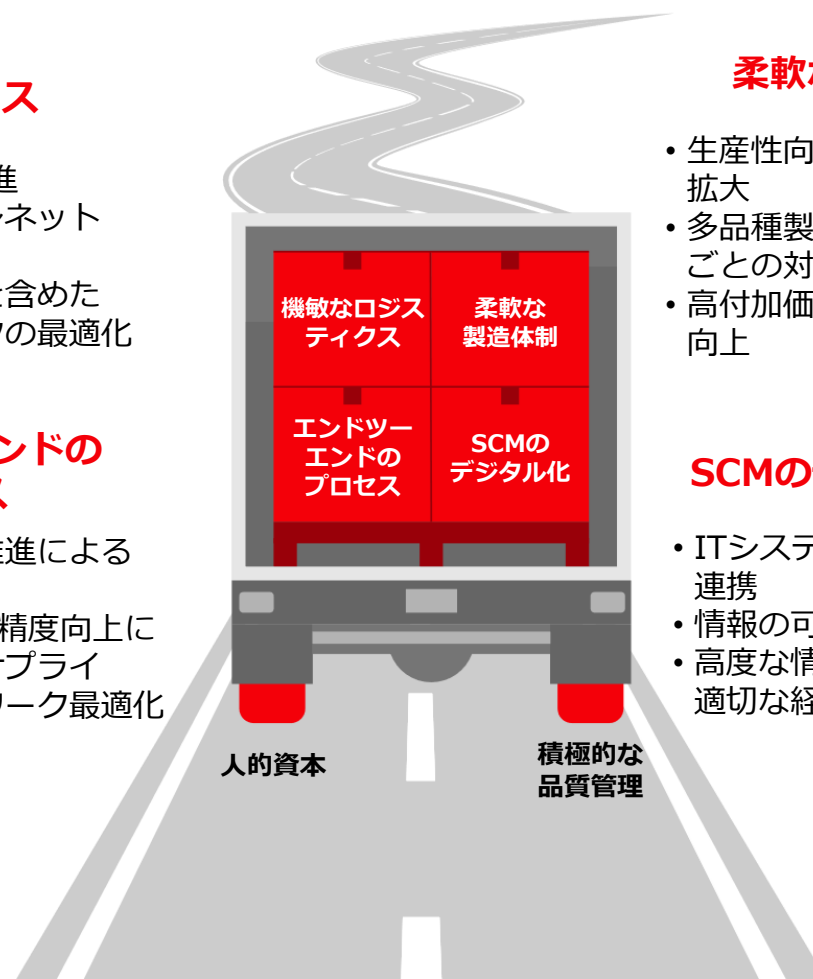 ス
進
ネット
含めた
の最適化
ンドの
ス
進による
精度向上に
プライ
ーク最適化
機敏なロジス
ティクス
柔軟な
製造体制
エンドツー
エンドの
プロセス
SCMの
デジタル化
人的資本
積極的な
品質管理
柔軟
• 生産性向
拡大
• 多品種製
ごとの対
• 高付加価
向上
SCMの
• ITシステ
連携
• 情報の可
• 高度な情
適切な経